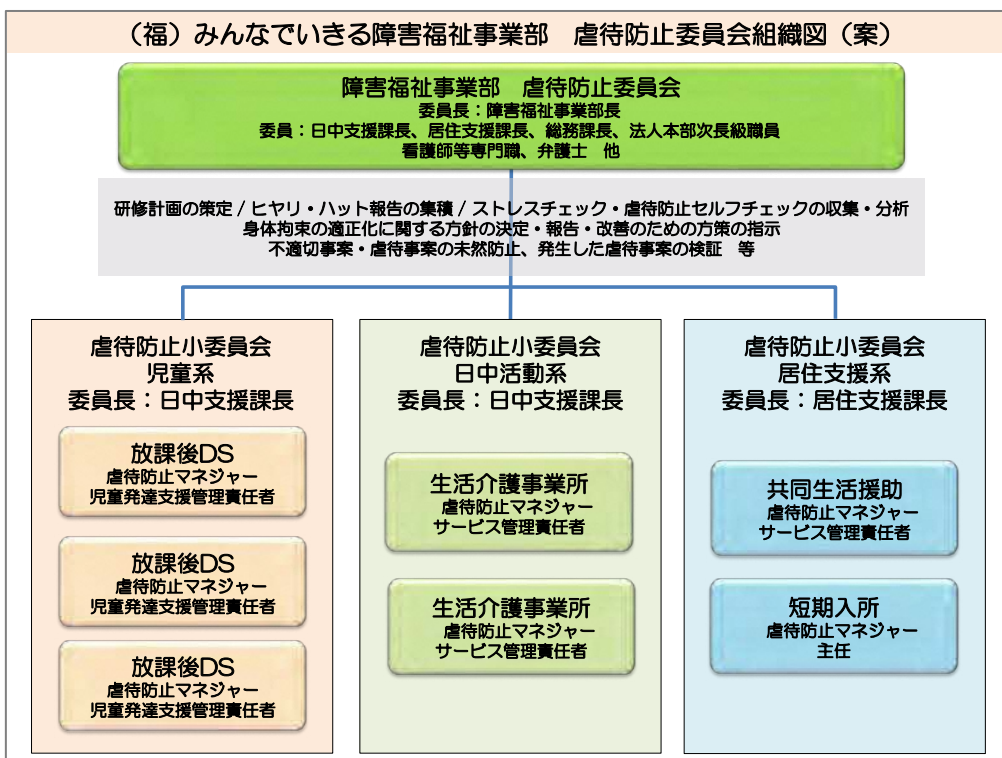 （福）みんなでいきる障害福祉事業部　虐待防止委員会組織図（案）
障害福祉事業部　虐待防止委員会
委員長：障害福祉事業部長
委員：日中支援課長、居住支援課長、総務課長、法人本部次長級職員
看護師等専門職、弁護士　他
研修計画の策定 / ヒヤリ・ハット報告の集積 / ストレスチェック・虐待防止セルフチェックの収集・分析
身体拘束の適正化に関する方針の決定・報告・改善のための方策の指示
不適切事案・虐待事案の未然防止、発生した虐待事案の検証　等
虐待防止小委員会
児童系
委員長：日中支援課長
放課後DS
虐待防止マネジャー
児童発達支援管理責任者
放課後DS
虐待防止マネジャー
児童発達支援管理責任者
放課後DS
虐待防止マネジャー
児童発達支援管理責任者
虐待防止小委員会
日中活動系
委員長：日中支援課長
生活介護事業所
虐待防止マネジャー
サービス管理責任者
生活介護事業所
虐待防止マネジャー
サービス管理責任者
虐待防止小委員会
居住支援系
委員長：居住支援課長
共同生活援助
虐待防止マネジャー
サービス管理責任者
短期入所
虐待防止マネジャー
主任